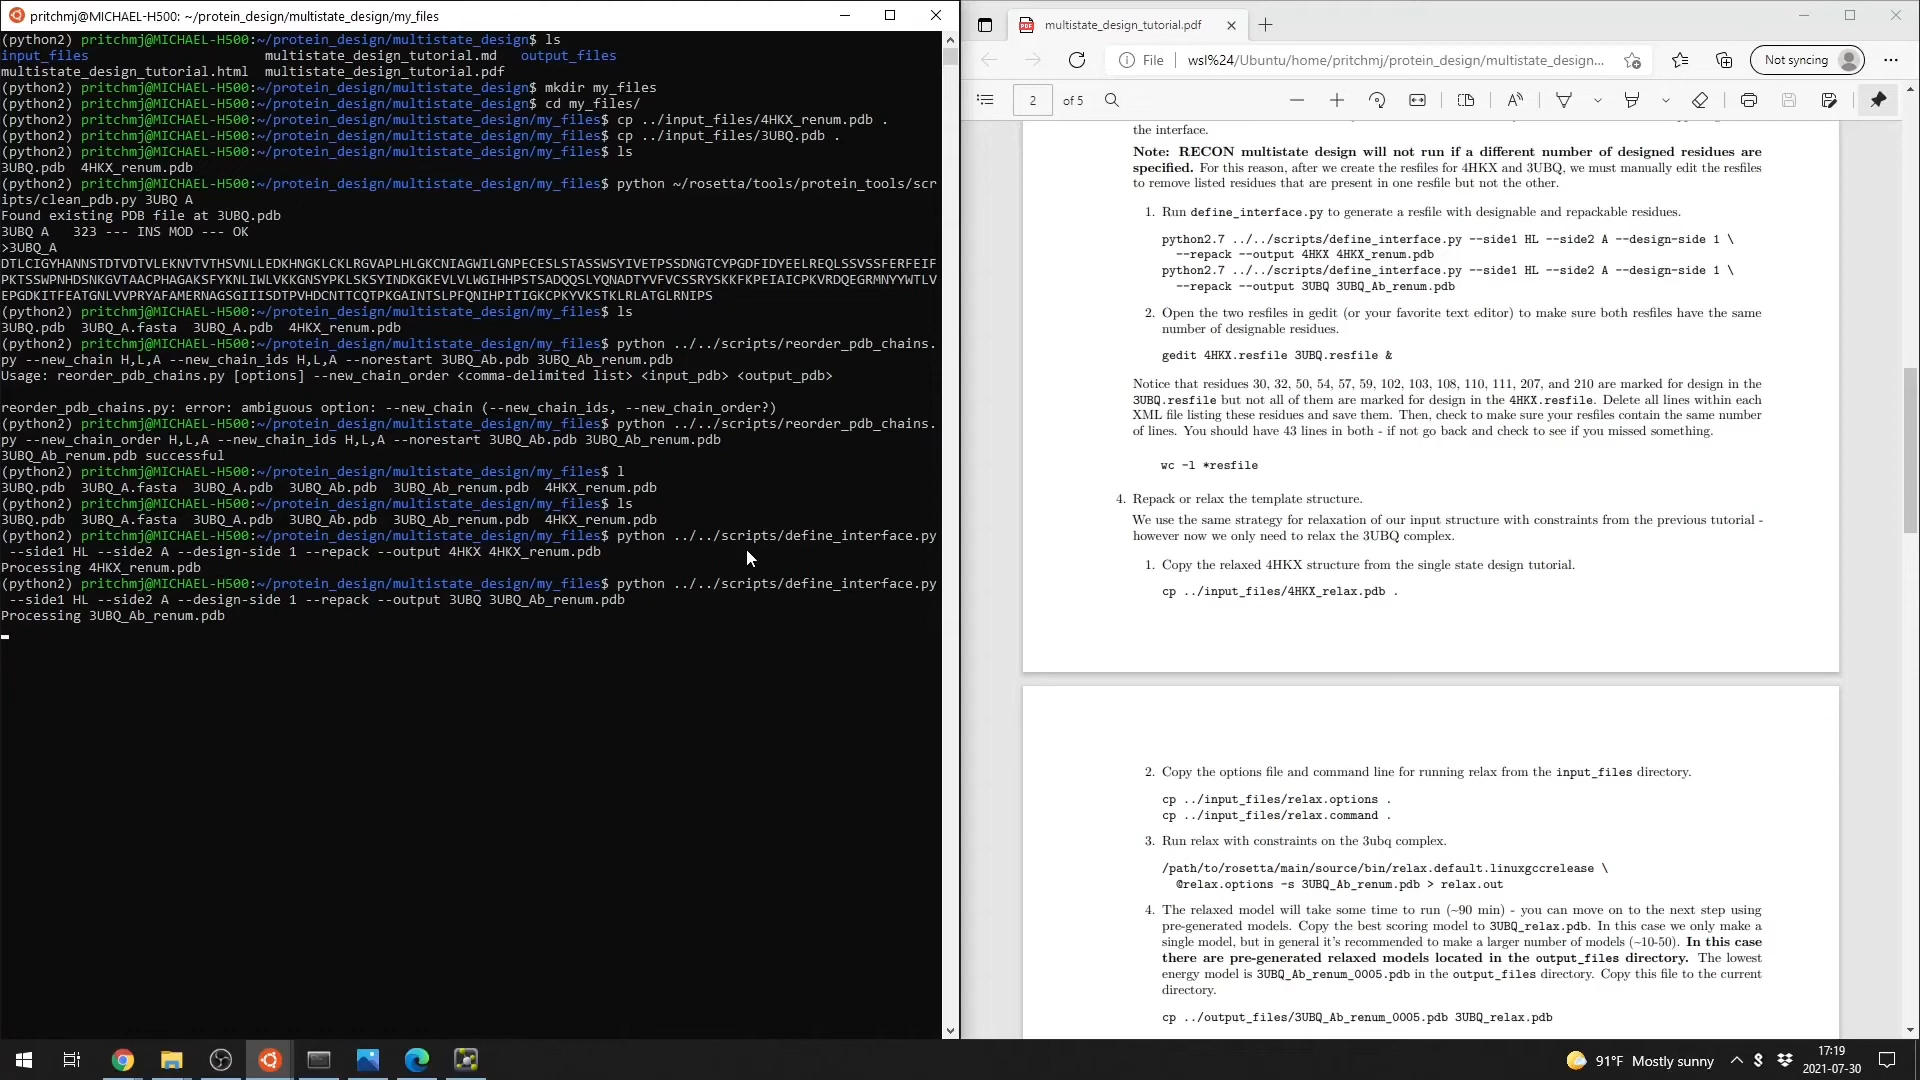 pritchmj@MICHAEL-H500: ~/protein_design/multistate_design/my_files
(python2) pritchmj@MICHAEL-H500:~/protein_design/multistate_design$ ls
input_files                      multistate_design_tutorial.md   output_files
multistate_design_tutorial.html  multistate_design_tutorial.pdf
(python2) pritchmj@MICHAEL-H500:~/protein_design/multistate_design$ mkdir my_files
(python2) pritchmj@MICHAEL-H500:~/protein_design/multistate_design$ cd my_files/
(python2) pritchmj@MICHAEL-H500:~/protein_design/multistate_design/my_files$ cp ../input_files/4HKX_renum.pdb .
(python2) pritchmj@MICHAEL-H500:~/protein_design/multistate_design/my_files$ cp ../input_files/3UBQ.pdb .
(python2) pritchmj@MICHAEL-H500:~/protein_design/multistate_design/my_files$ ls
3UBQ.pdb  4HKX_renum.pdb
(python2) pritchmj@MICHAEL-H500:~/protein_design/multistate_design/my_files$ python ~/rosetta/tools/protein_tools/scr
ipts/clean_pdb.py 3UBQ A
Found existing PDB file at 3UBQ.pdb
3UBQ A   323 --- INS MOD --- OK
>3UBQ_A
DTLCIGYHANNSTDTVDTVLEKNVTVTHSVNLLEDKHNGKLCKLRGVAPLHLGKCNIAGWILGNPECESLSTASSWSYIVETPSSDNGTCYPGDFIDYEELREQLSSVSSFERFEIF
PKTSSWPNHDSNKGVTAACPHAGAKSFYKNLIWLVKKGNSYPKLSKSYINDKGKEVLVLWGIHHPSTSADQQSLYQNADTYVFVCSSRYSKKFKPEIAICPKVRDQEGRMNYYWTLV
EPGDKITFEATGNLVVPRYAFAMERNAGSGIIISDTPVHDCNTTCQTPKGAINTSLPFQNIHPITIGKCPKYVKSTKLRLATGLRNIPS
(python2) pritchmj@MICHAEL-H500:~/protein_design/multistate_design/my_files$ ls
3UBQ.pdb  3UBQ_A.fasta  3UBQ_A.pdb  4HKX_renum.pdb
(python2) pritchmj@MICHAEL-H500:~/protein_design/multistate_design/my_files$ python ../../scripts/reorder_pdb_chains.
py --new_chain H,L,A --new_chain_ids H,L,A --norestart 3UBQ_Ab.pdb 3UBQ_Ab_renum.pdb
Usage: reorder_pdb_chains.py [options] --new_chain_order <comma-delimited list> <input_pdb> <output_pdb>
reorder_pdb_chains.py: error: ambiguous option: --new_chain (--new_chain_ids, --new_chain_order?)
(python2) pritchmj@MICHAEL-H500:~/protein_design/multistate_design/my_files$ python ../../scripts/reorder_pdb_chains.
py --new_chain_order H,L,A --new_chain_ids H,L,A --norestart 3UBQ_Ab.pdb 3UBQ_Ab_renum.pdb
3UBQ_Ab_renum.pdb successful
(python2) pritchmj@MICHAEL-H500:~/protein_design/multistate_design/my_files$ l
3UBQ.pdb  3UBQ_A.fasta  3UBQ_A.pdb  3UBQ_Ab.pdb  3UBQ_Ab_renum.pdb  4HKX_renum.pdb
(python2) pritchmj@MICHAEL-H500:~/protein_design/multistate_design/my_files$ ls
3UBQ.pdb  3UBQ_A.fasta  3UBQ_A.pdb  3UBQ_Ab.pdb  3UBQ_Ab_renum.pdb  4HKX_renum.pdb
(python2) pritchmj@MICHAEL-H500:~/protein_design/multistate_design/my_files$ python ../../scripts/define_interface.py
 --side1 HL --side2 A --design-side 1 --repack --output 4HKX 4HKX_renum.pdb
Processing 4HKX_renum.pdb
(python2) pritchmj@MICHAEL-H500:~/protein_design/multistate_design/my_files$ python ../../scripts/define_interface.py
 --side1 HL --side2 A --design-side 1 --repack --output 3UBQ 3UBQ_Ab_renum.pdb
Processing 3UBQ_Ab_renum.pdb
multistate_design_tutorial.pdf
File wsl%24/Ubuntu/home/pritchmj/protein_design/multistate_design... Not syncing
2 of 5
the interface.
Note: RECON multistate design will not run if a different number of designed residues are
specified. For this reason, after we create the resfiles for 4HKX and 3UBQ, we must manually edit the resfiles
to remove listed residues that are present in one resfile but not the other.
1. Run define_interface.py to generate a resfile with designable and repackable residues.
python2.7 ../../scripts/define_interface.py --side1 HL --side2 A --design-side 1 \
--repack --output 4HKX 4HKX_renum.pdb
python2.7 ../../scripts/define_interface.py --side1 HL --side2 A --design-side 1 \
--repack --output 3UBQ 3UBQ_Ab_renum.pdb
2. Open the two resfiles in gedit (or your favorite text editor) to make sure both resfiles have the same
number of designable residues.
gedit 4HKX.resfile 3UBQ.resfile &
Notice that residues 30, 32, 50, 54, 57, 59, 102, 103, 108, 110, 111, 207, and 210 are marked for design in the
3UBQ.resfile but not all of them are marked for design in the 4HKX.resfile. Delete all lines within each
XML file listing these residues and save them. Then, check to make sure your resfiles contain the same number
of lines. You should have 43 lines in both - if not go back and check to see if you missed something.
wc -l *resfile
4. Repack or relax the template structure.
We use the same strategy for relaxation of our input structure with constraints from the previous tutorial -
however now we only need to relax the 3UBQ complex.
1. Copy the relaxed 4HKX structure from the single state design tutorial.
cp ../input_files/4HKX_relax.pdb .
2. Copy the options file and command line for running relax from the input_files directory.
cp ../input_files/relax.options .
cp ../input_files/relax.command .
3. Run relax with constraints on the 3ubq complex.
/path/to/rosetta/main/source/bin/relax.default.linuxgccrelease \
@relax.options -s 3UBQ_Ab_renum.pdb > relax.out
4. The relaxed model will take some time to run (~90 min) - you can move on to the next step using
pre-generated models. Copy the best scoring model to 3UBQ_relax.pdb. In this case we only make a
single model, but in general it's recommended to make a larger number of models (~10-50). In this case
there are pre-generated relaxed models located in the output_files directory. The lowest
energy model is 3UBQ_Ab_renum_0005.pdb in the output_files directory. Copy this file to the current
directory.
cp ../output_files/3UBQ_Ab_renum_0005.pdb 3UBQ_relax.pdb
91°F Mostly sunny
17:19
2021-07-30